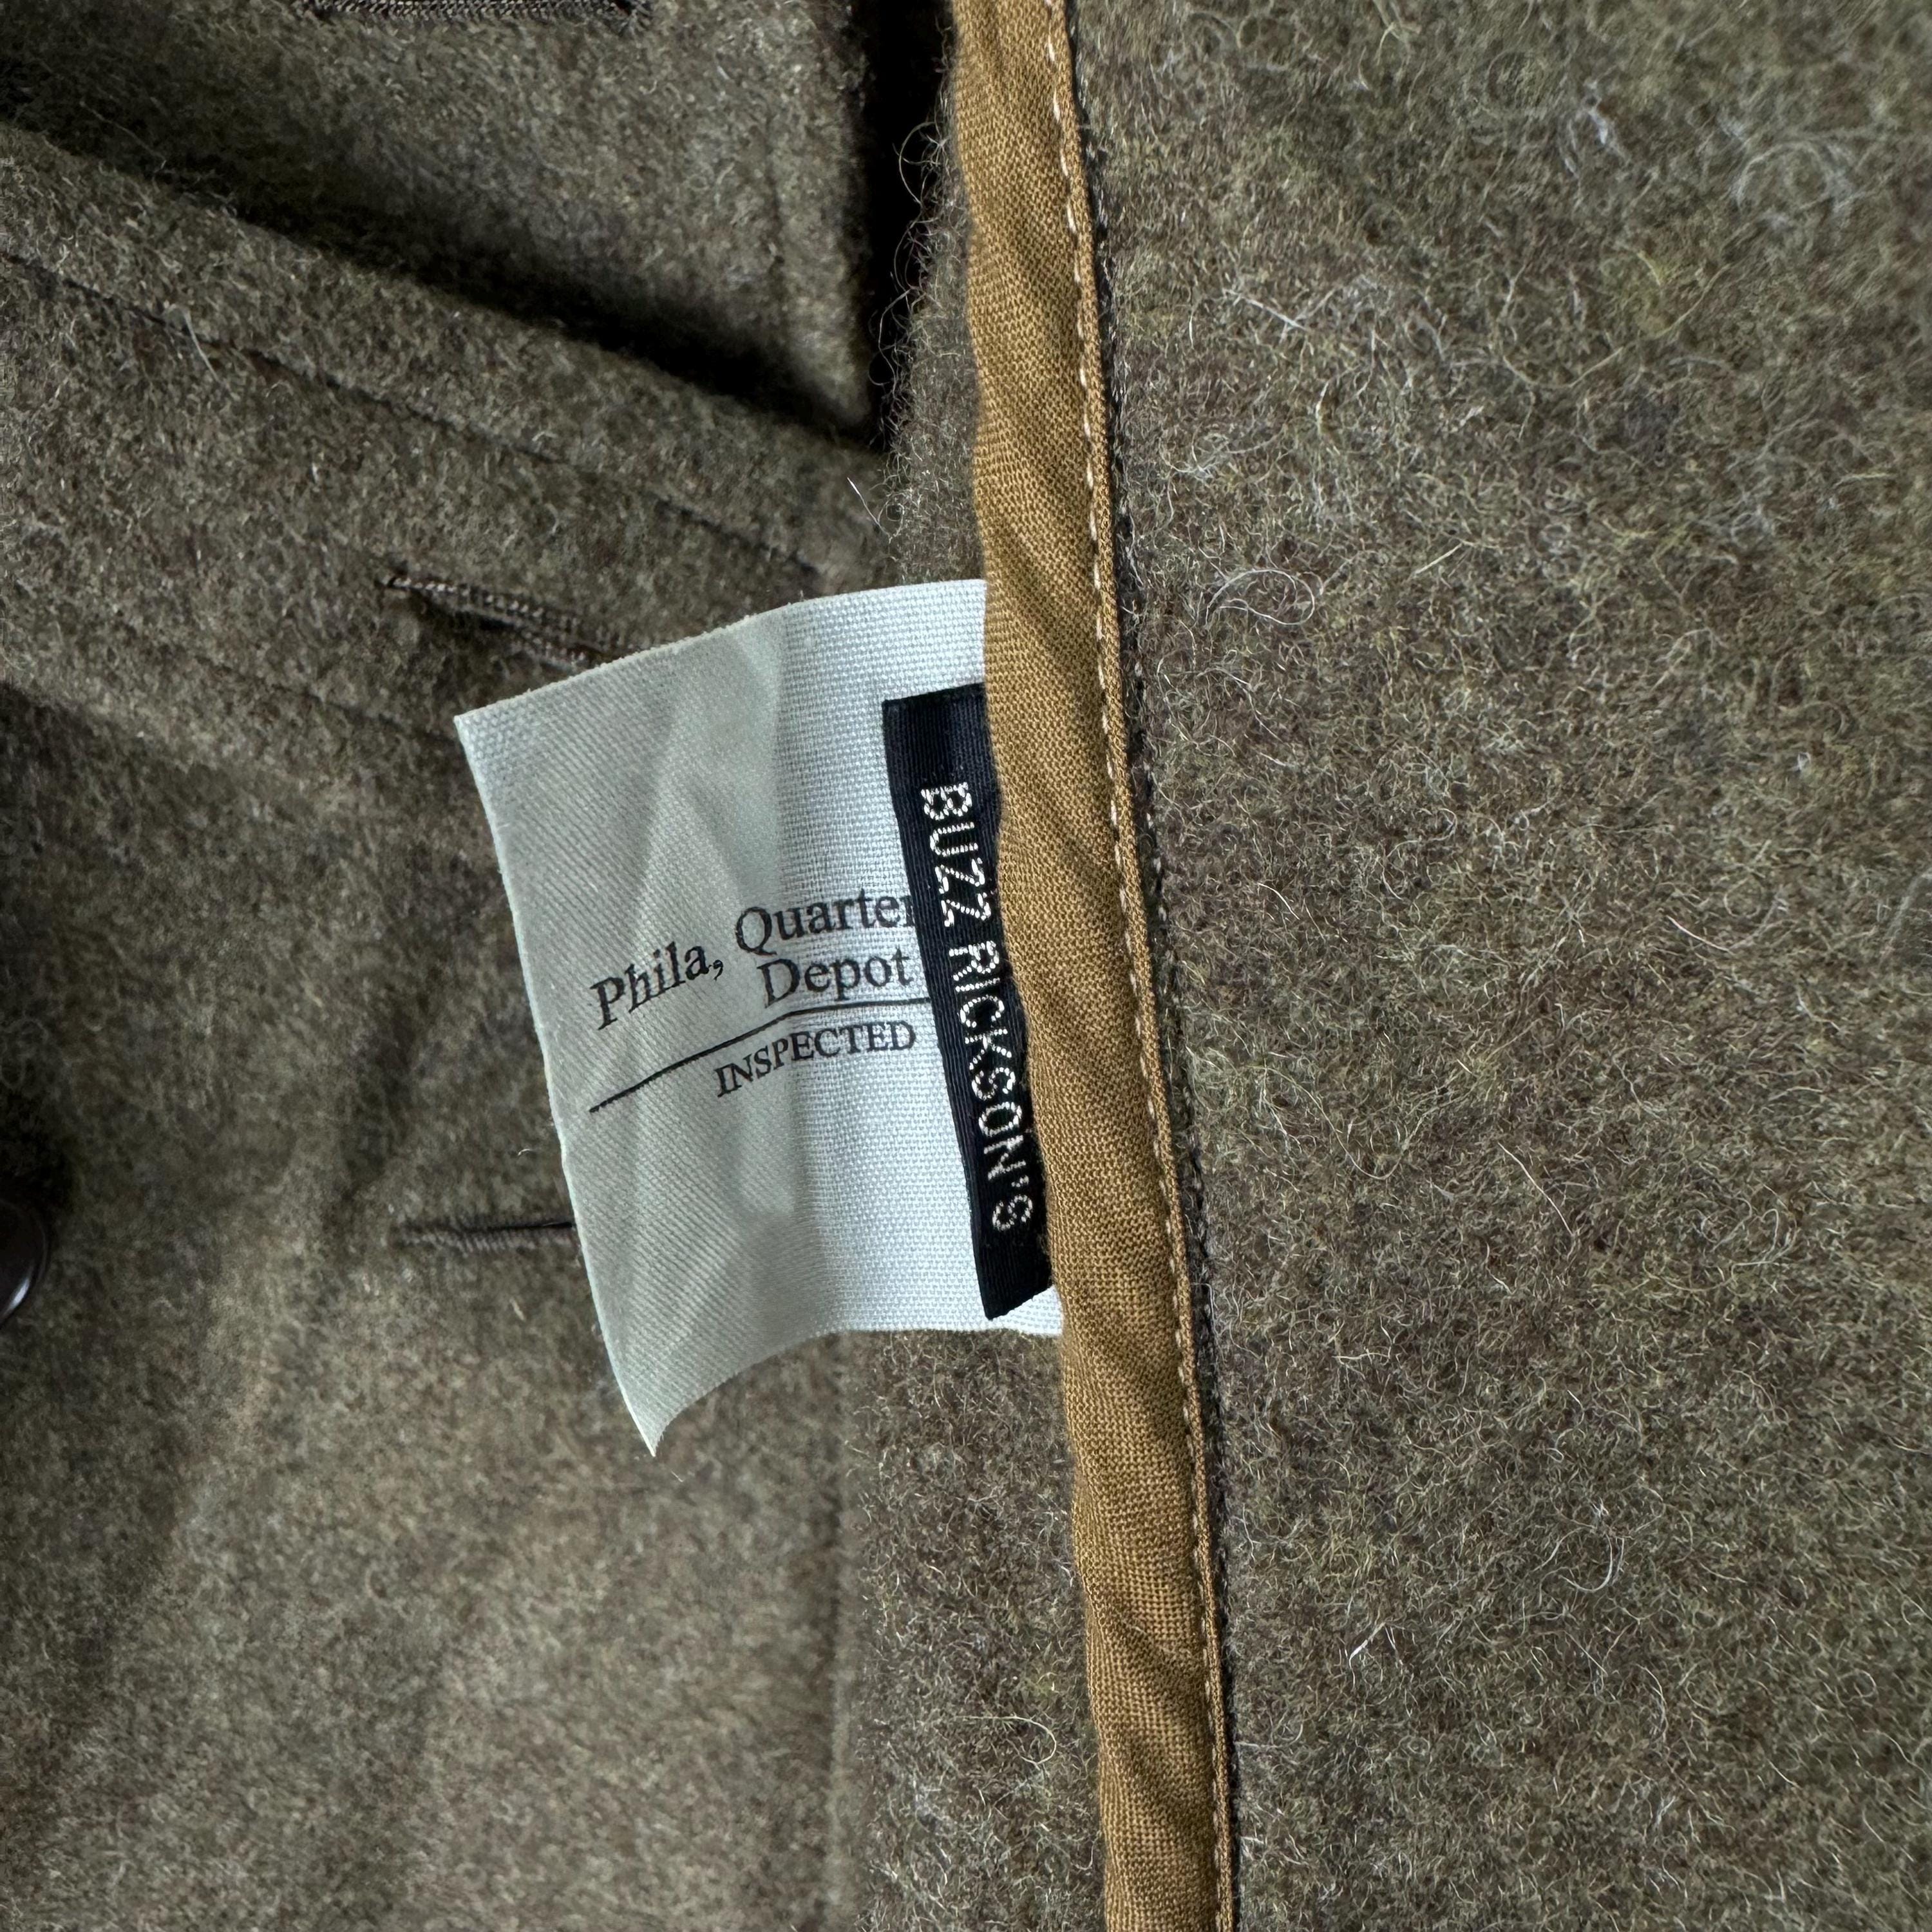 Phila, Quarter
Depot
INSPECTED
BUZZ RICKSON'S